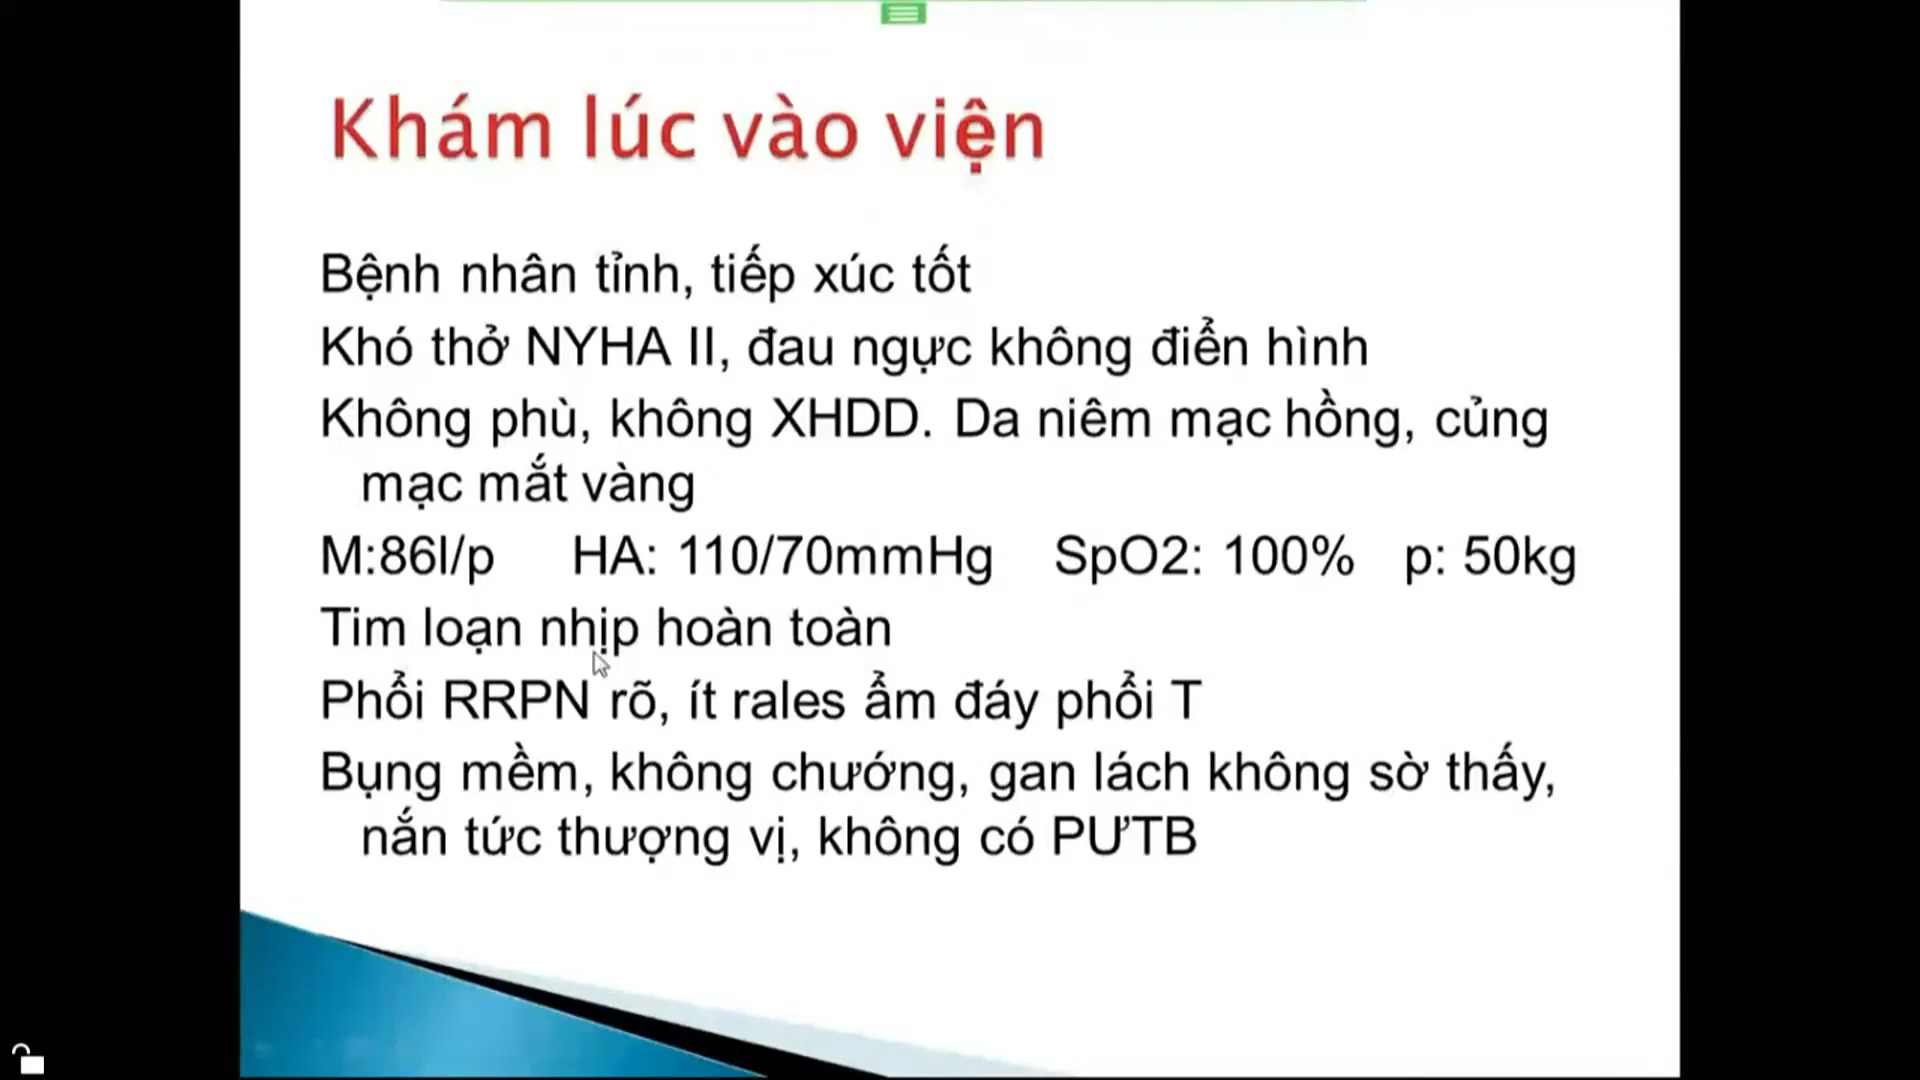 Khám lúc vào viện
Bệnh nhân tỉnh, tiếp xúc tốt
Khó thở NYHA II, đau ngực không điển hình
Không phù, không XHDD. Da niêm mạc hồng, củng
mạc mắt vàng
M:86l/p HA: 110/70mmHg SpO2: 100% p: 50kg
Tim loạn nhịp hoàn toàn
Phổi RRPN rõ, ít rales ẩm đáy phổi T
Bụng mềm, không chướng, gan lách không sờ thấy,
nắn tức thượng vị, không có PƯTB